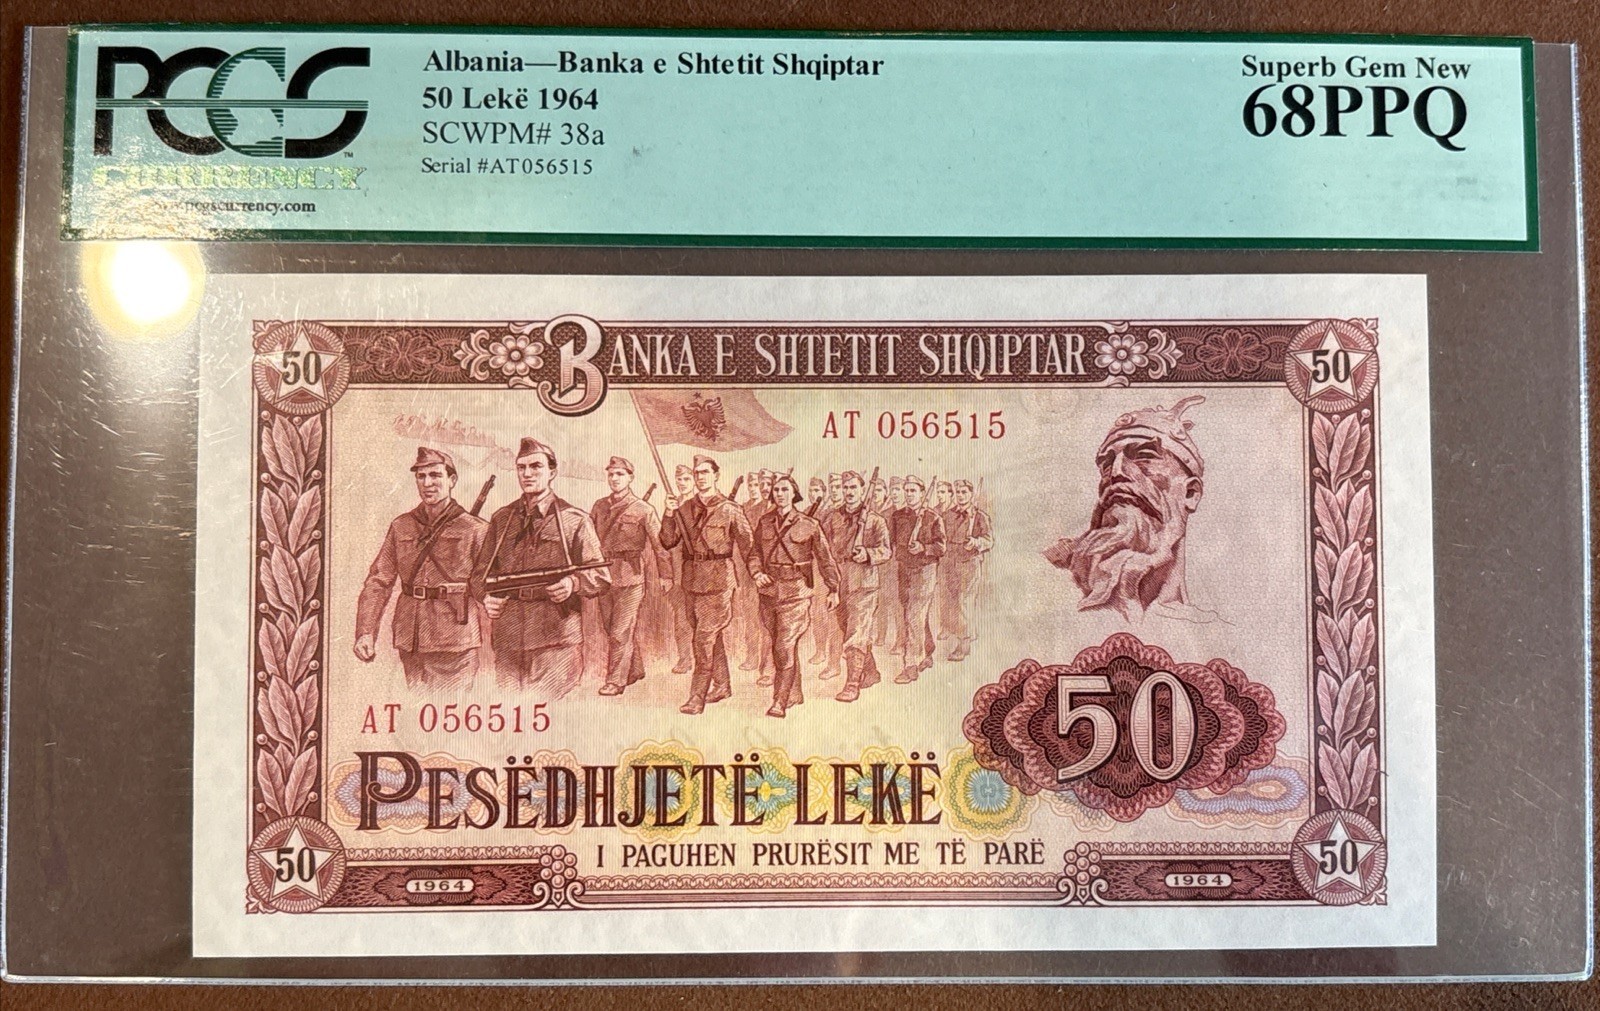 PCGS
TM
CURRENCY
www.pcgscurrency.com
Albania—Banka e Shtetit Shqiptar
50 Lekë 1964
SCWPM# 38a
Serial #AT056515
Superb Gem New
68PPQ
50
BANKA E SHTETIT SHQIPTAR
50
AT 056515
AT 056515
50
PESËDHJETË LEKË
I PAGUHEN PRURËSIT ME TË PARË
50
1964
1964
50